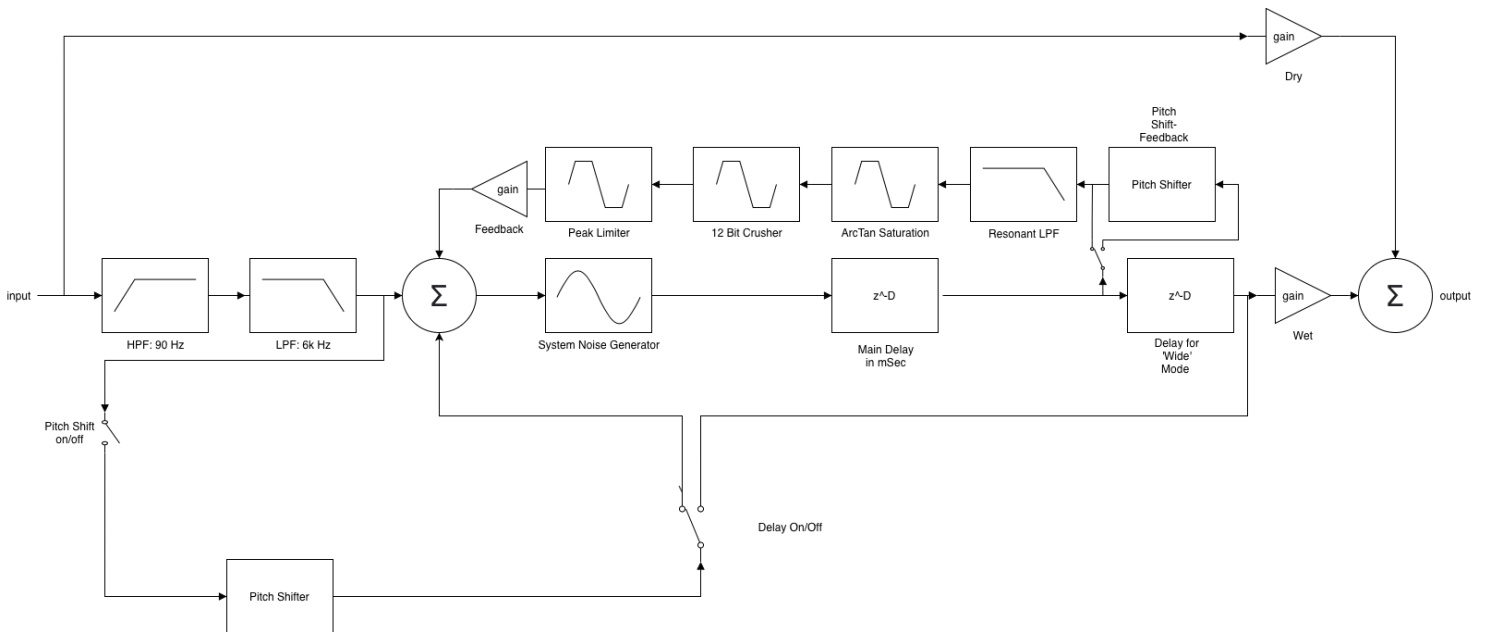 gain
Dry
Pitch
Shift-
Feedback
gain
Pitch Shifter
Feedback
Peak Limiter
12 Bit Crusher
ArcTan Saturation
Resonant LPF
input
Σ
z^-D
z^-D
gain
Σ
output
HPF: 90 Hz
LPF: 6k Hz
System Noise Generator
Main Delay
in mSec
Delay for
'Wide'
Mode
Wet
Pitch Shift
on/off
Delay On/Off
Pitch Shifter